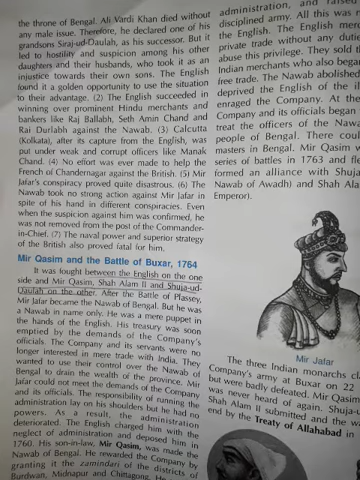 the throne of Bengal. Ali Vardi Khan died without
any male issue. Therefore, he declared one of his
grandsons Siraj-ud-Daulah, as his successor. But it
led to hostility and suspicion among his other
daughters and their husbands, who took it as an
injustice towards their own sons. The English
found it a golden opportunity to use this situation
to their advantage. (2) The English succeeded in
winning over prominent Hindu merchants and
bankers like Raj Ballabh, Seth Amin Chand and
Rai Durlabh against the Nawab. (3) Calcutta
(Kolkata), after its capture from the English, was
put under weak and corrupt officers like Manak
Chand. (4) No effort was ever made to help the
French of Chandernagar against the British. (5) Mir
Jafar's conspiracy proved quite disastrous. (6) The
Nawab took no strong action against Mir Jafar in
spite of his hand in different conspiracies. Even
when the suspicion against him was confirmed, he
was not removed from the post of the Commander-
in-Chief. (7) The naval power and superior strategy
of the British also proved fatal for him.
Mir Qasim and the Battle of Buxar, 1764
It was fought between the English on the one
side and Mir Qasim, Shah Alam II and Shuja-ud-
Daulah on the other. After the Battle of Plassey,
Mir Jafar became the Nawab of Bengal. But he was
a Nawab in name only. He was a mere puppet in
the hands of English. His treasury was soon
emptied by the demands of the Company's
officials. The Company and its servants were no
longer interested in mere trade with India. They
wanted to use their control over the Nawab of
Bengal to drain the wealth of the province. Mir
Jafar could not meet the demands of the Company
and its officials. The responsibility of running the
administration lay on his shoulders but he had no
powers. As a result, the administration
deteriorated. The English charged him with the
neglect of administration and deposed him in
1760. His son-in-law, Mir Qasim, was made the
Nawab of Bengal. He rewarded the Company by
granting it the zamindari of the districts of
Burdwan, Midnapur and Chittagong. He
administration, and raised
disciplined army. All this was
the English. The English mer
private trade without any dutie
abuse this privilege. They sold t
Indian merchants who also began
free trade. The Nawab abolished
deprived the English of the ill
enraged the Company. At the
Company and its officials began
treat the officers of the Nawa
people of Bengal. There coul
masters in Bengal. Mir Qasim w
series of battles in 1763 and fle
formed an alliance with Shuja
Nawab of Awadh) and Shah Ala
Emperor).
Mir Jafar
The three Indian monarchs cl
Company's army at Buxar on 22
but were badly defeated. Mir Qasim
was never heard of again. Shuja-u
Shah Alam II submitted and the wa
end by the Treaty of Allahabad in